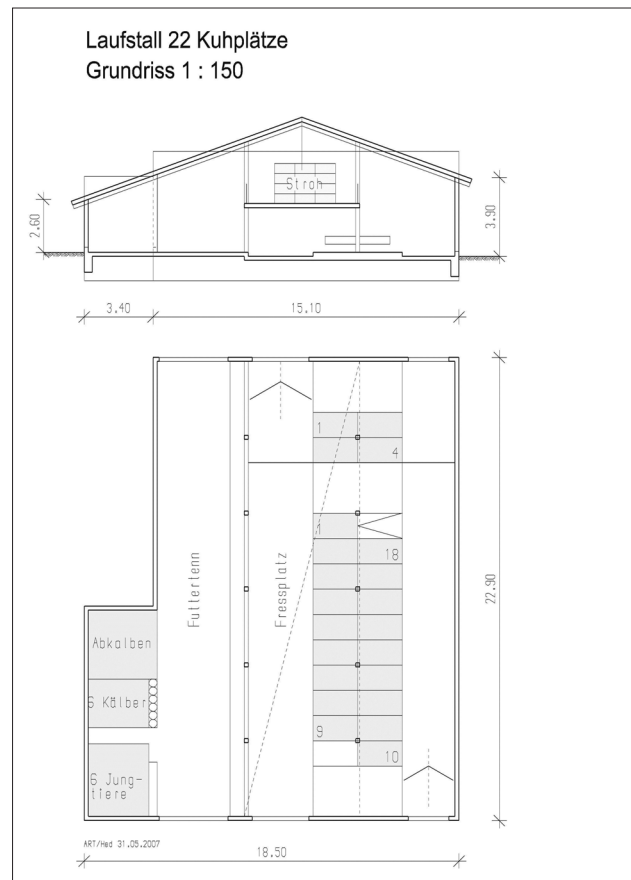 Laufstall 22 Kuhplätze
Grundriss 1 : 150
Stroh
2.60
3.90
3.40
15.10
1
4
1
18
Futtertenn
Fressplatz
22.90
Abkalben
6 Kälber
9
10
6 Jung-
tiere
ART/Hed 31.05.2007
18.50